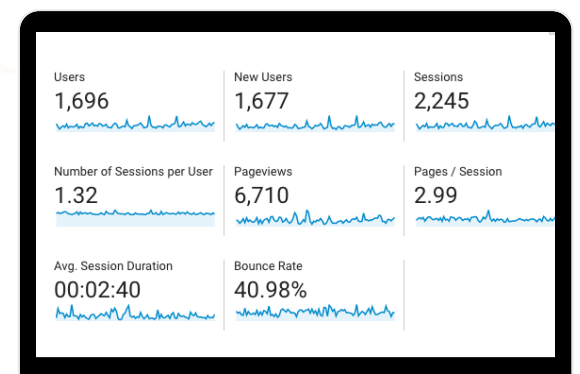 Users
1,696
New Users
1,677
Sessions
2,245
Number of Sessions per User
1.32
Pageviews
6,710
Pages / Session
2.99
Avg. Session Duration
00:02:40
Bounce Rate
40.98%